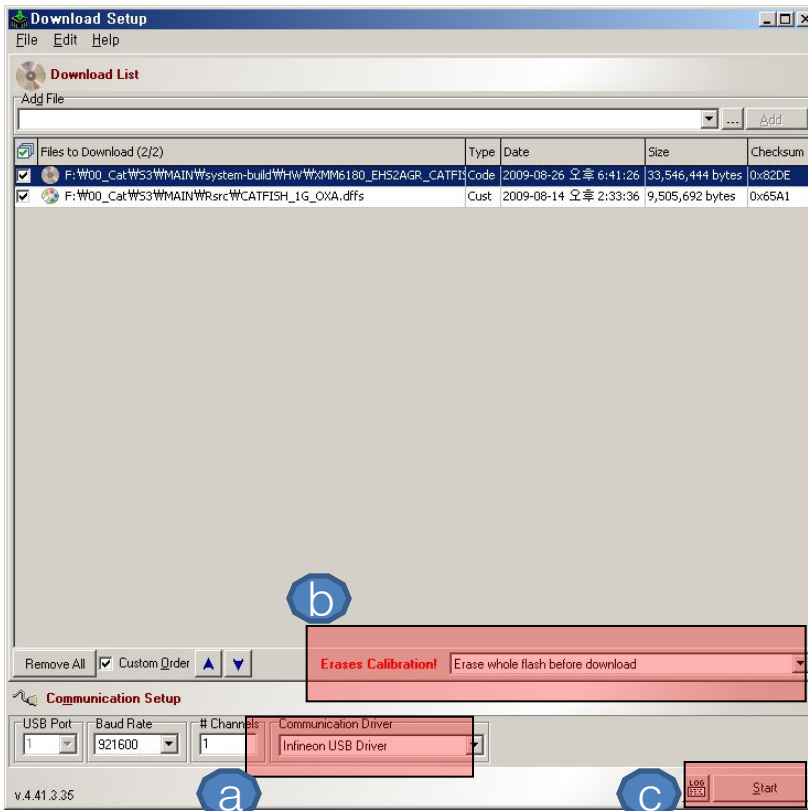 Download Setup
File Edit Help
Download List
Add File
... Add
Files to Download (2/2) Type Date Size Checksum
F:₩00_Cat₩S3₩MAIN₩system-build₩HW₩XMM6180_EHS2AGR_CATFIS Code 2009-08-26 오후 6:41:26 33,546,444 bytes 0x82DE
F:₩00_Cat₩S3₩MAIN₩Rsrc₩CATFISH_1G_OXA.dffs Cust 2009-08-14 오후 2:33:36 9,505,692 bytes 0x65A1
b
Remove All Custom Order Erases Calibration! Erase whole flash before download
Communication Setup
USB Port Baud Rate # Channels Communication Driver
1 921600 1 Infineon USB Driver
a
c
v.4.41.3.35 LOG Start